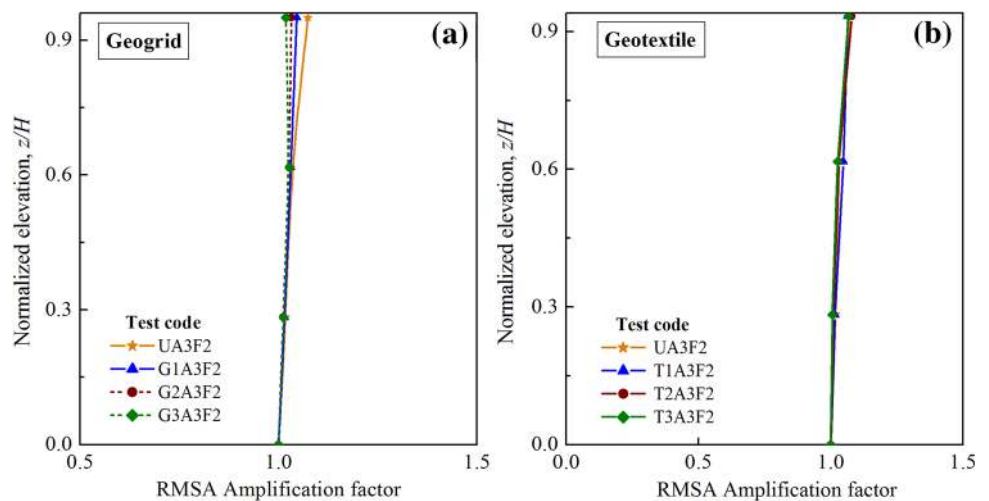 Geogrid
(a)
Normalized elevation, z/H
0.9
0.6
0.3
0.0
Test code
UA3F2
G1A3F2
G2A3F2
G3A3F2
0.5
1.0
1.5
RMSA Amplification factor
Geotextile
(b)
Normalized elevation, z/H
0.9
0.6
0.3
0.0
Test code
UA3F2
T1A3F2
T2A3F2
T3A3F2
0.0
0.5
1.0
1.5
RMSA Amplification factor